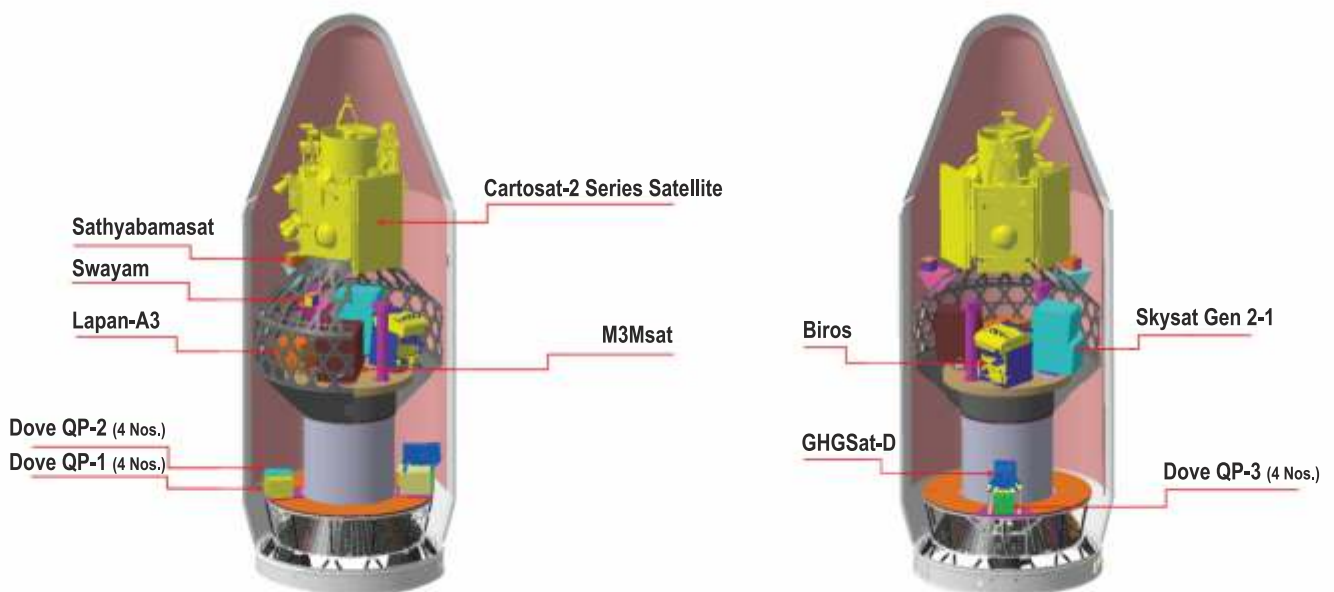 Cartosat-2 Series Satellite
Sathyabamasat
Swayam
Lapan-A3
M3Msat
Dove QP-2 (4 Nos.)
Dove QP-1 (4 Nos.)
Biros
Skysat Gen 2-1
GHGSat-D
Dove QP-3 (4 Nos.)